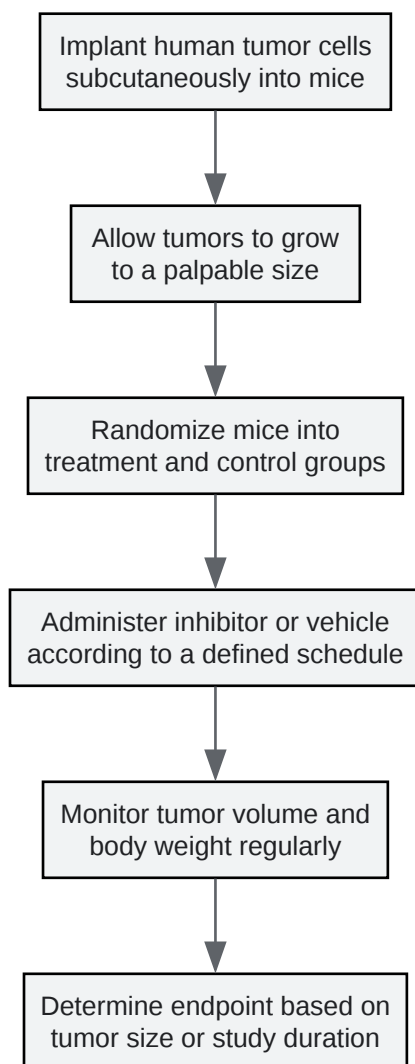 Implant human tumor cells
subcutaneously into mice
Allow tumors to grow
to a palpable size
Randomize mice into
treatment and control groups
Administer inhibitor or vehicle
according to a defined schedule
Monitor tumor volume and
body weight regularly
Determine endpoint based on
tumor size or study duration